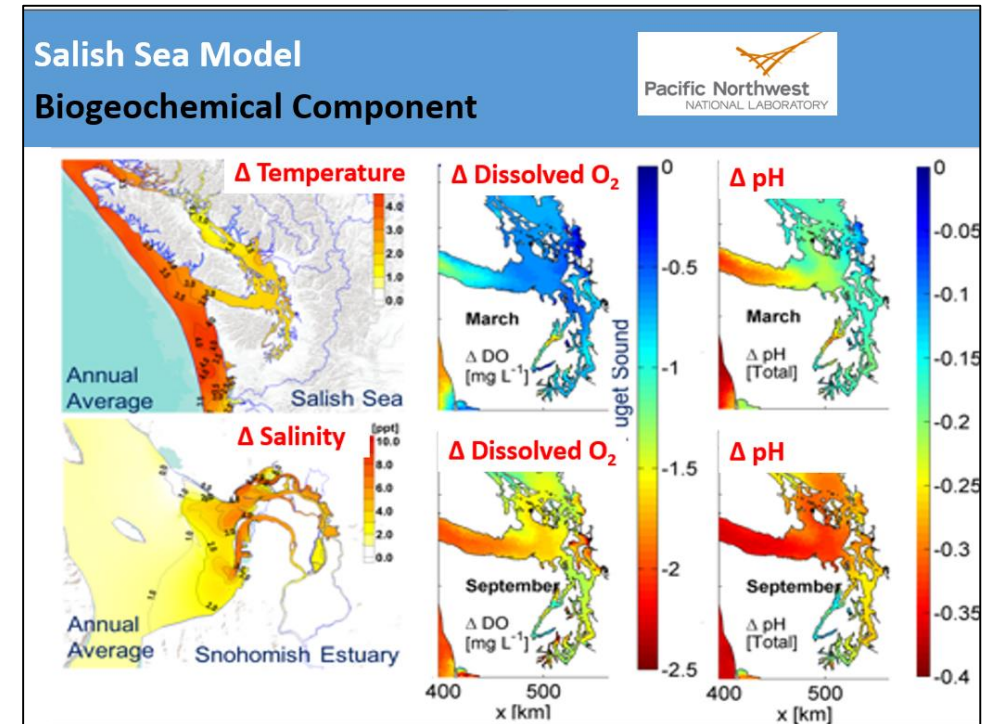 Salish Sea Model
Biogeochemical Component
Pacific Northwest
NATIONAL LABORATORY
Δ Temperature
4.0
3.0
2.0
1.0
0.0
Annual
Average
Salish Sea
Δ Dissolved O₂
March
Δ DO
[mg L⁻¹]
0
-0.5
-1
-1.5
-2
-2.5
uget Sound
Δ pH
March
Δ pH
[Total]
0
-0.05
-0.1
-0.15
-0.2
-0.25
-0.3
-0.35
-0.4
Δ Salinity
[ppt]
10.0
8.0
6.0
4.0
2.0
0.0
Annual
Average
Snohomish Estuary
Δ Dissolved O₂
September
Δ DO
[mg L⁻¹]
400 500
x [km]
Δ pH
September
Δ pH
[Total]
400 500
x [km]